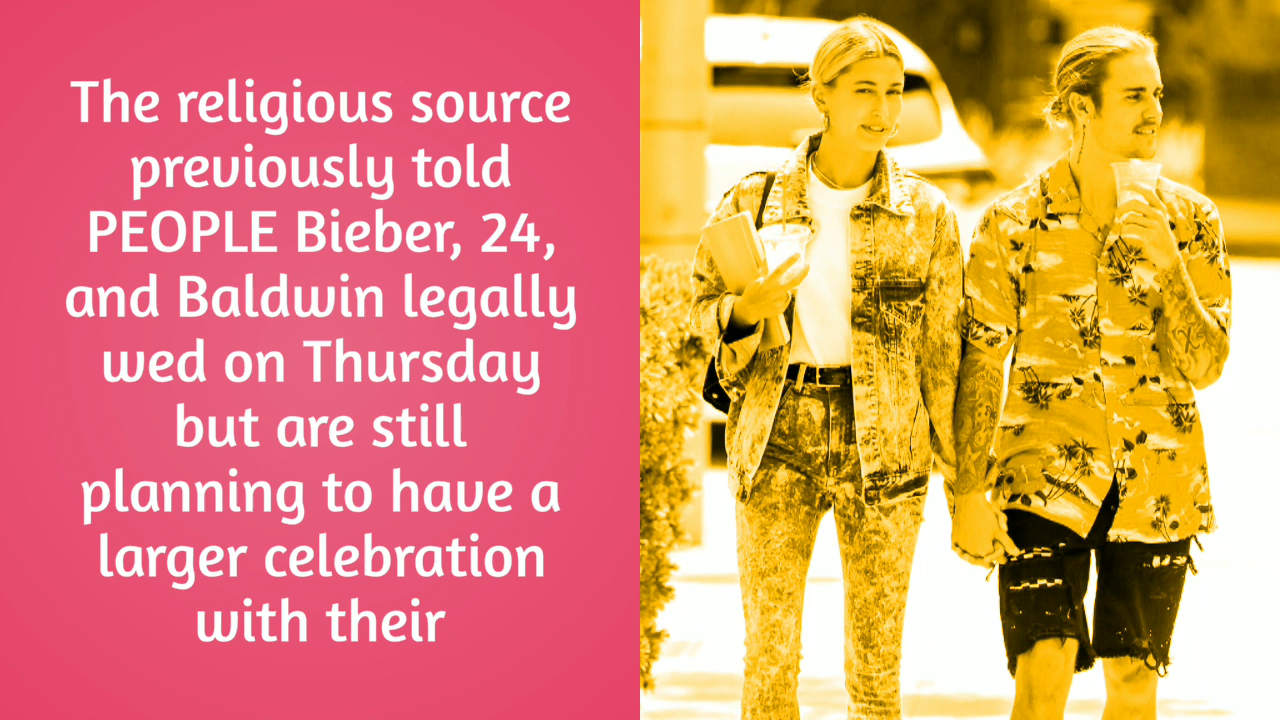 The religious source
previously told
PEOPLE Bieber, 24,
and Baldwin legally
wed on Thursday
but are still
planning to have a
larger celebration
with their